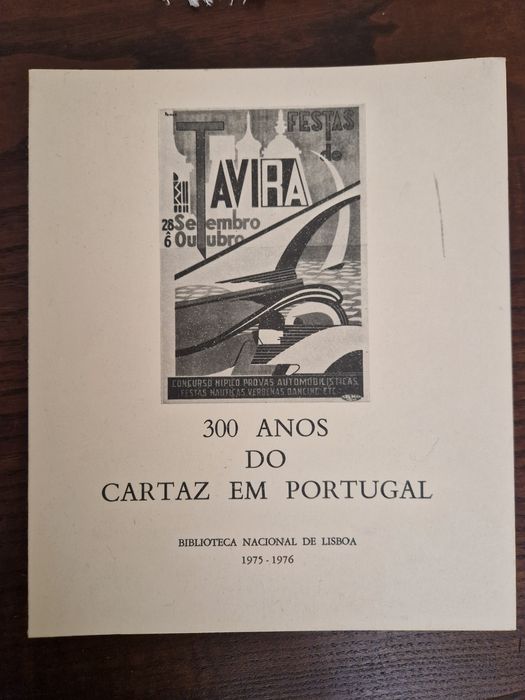 FESTAS
de
TAVIRA
28 Setembro
a 6 Outubro
CONCURSO HIPICO PROVAS AUTOMOBILISTICAS
FESTAS NAUTICAS VERBENAS DANCING ETC.
300 ANOS
DO
CARTAZ EM PORTUGAL
BIBLIOTECA NACIONAL DE LISBOA
1975 - 1976